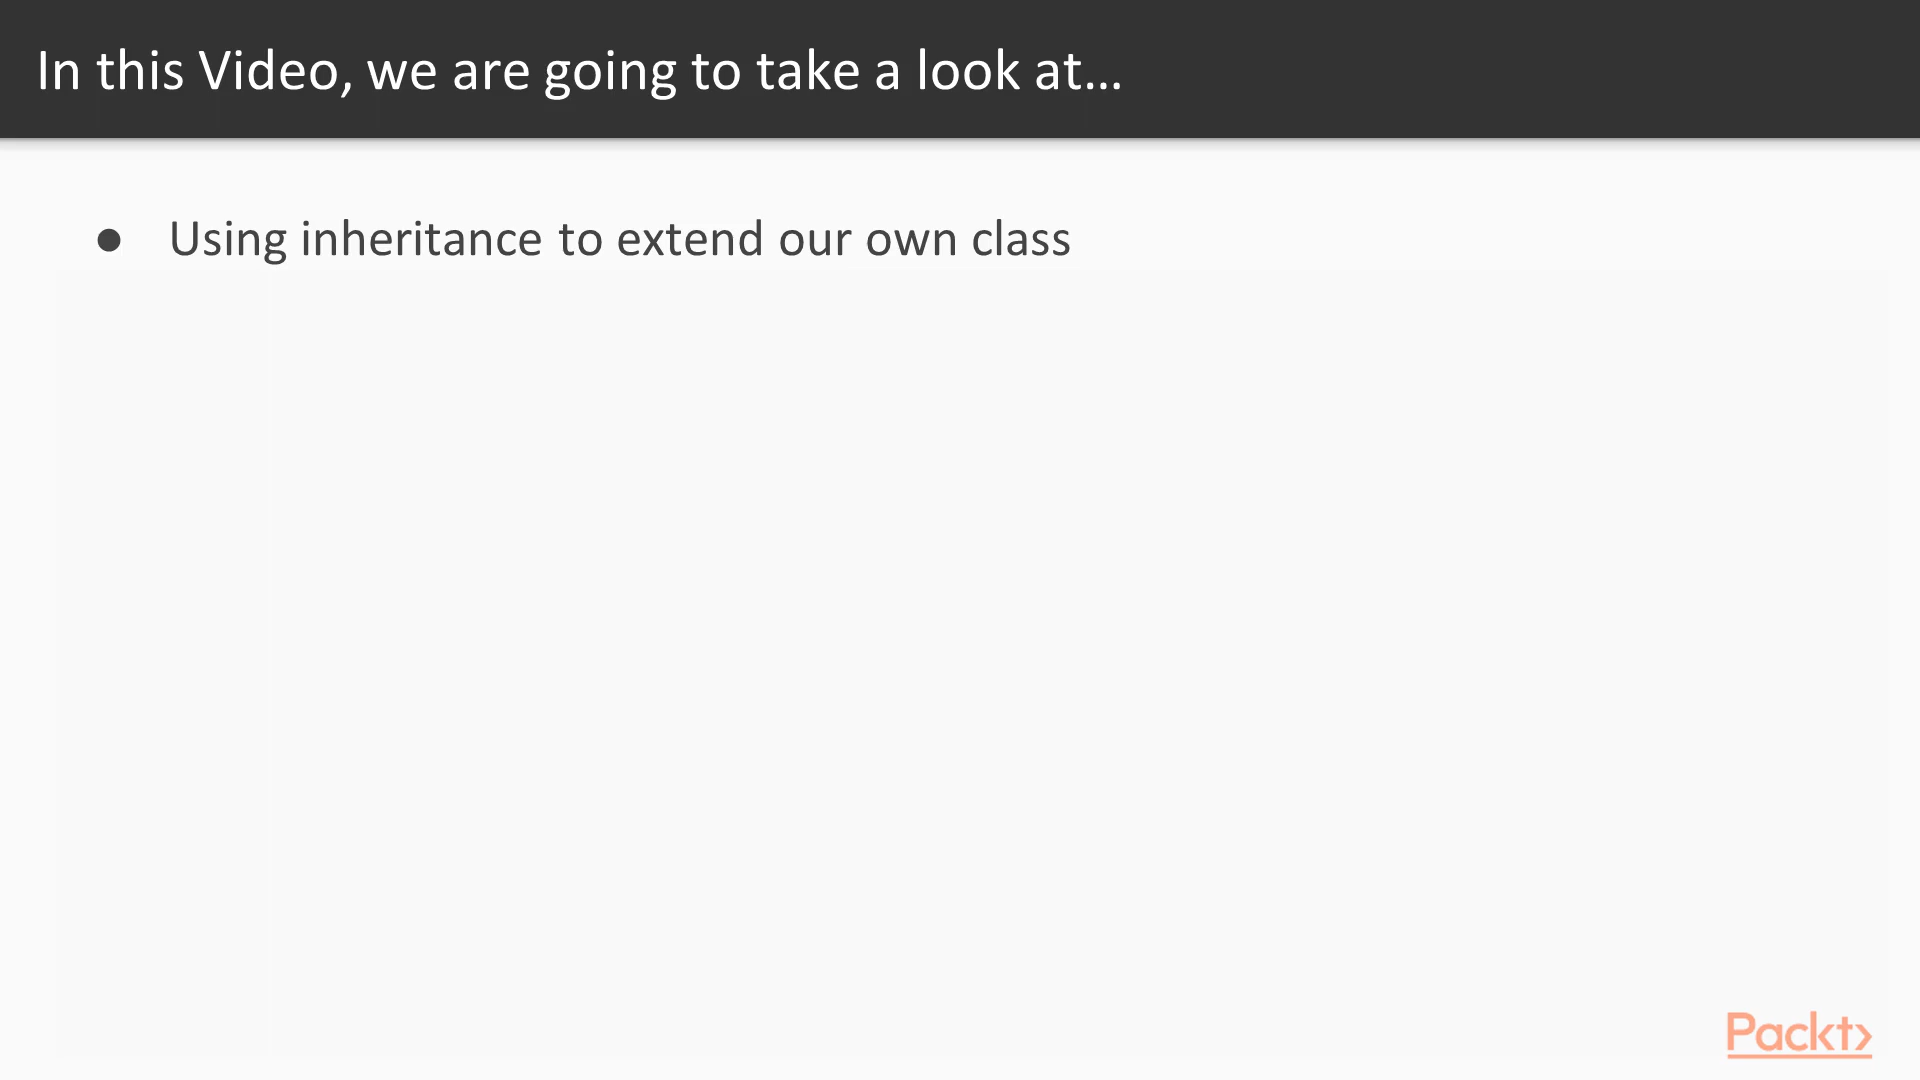 In this Video, we are going to take a look at...
● Using inheritance to extend our own class
Packt>